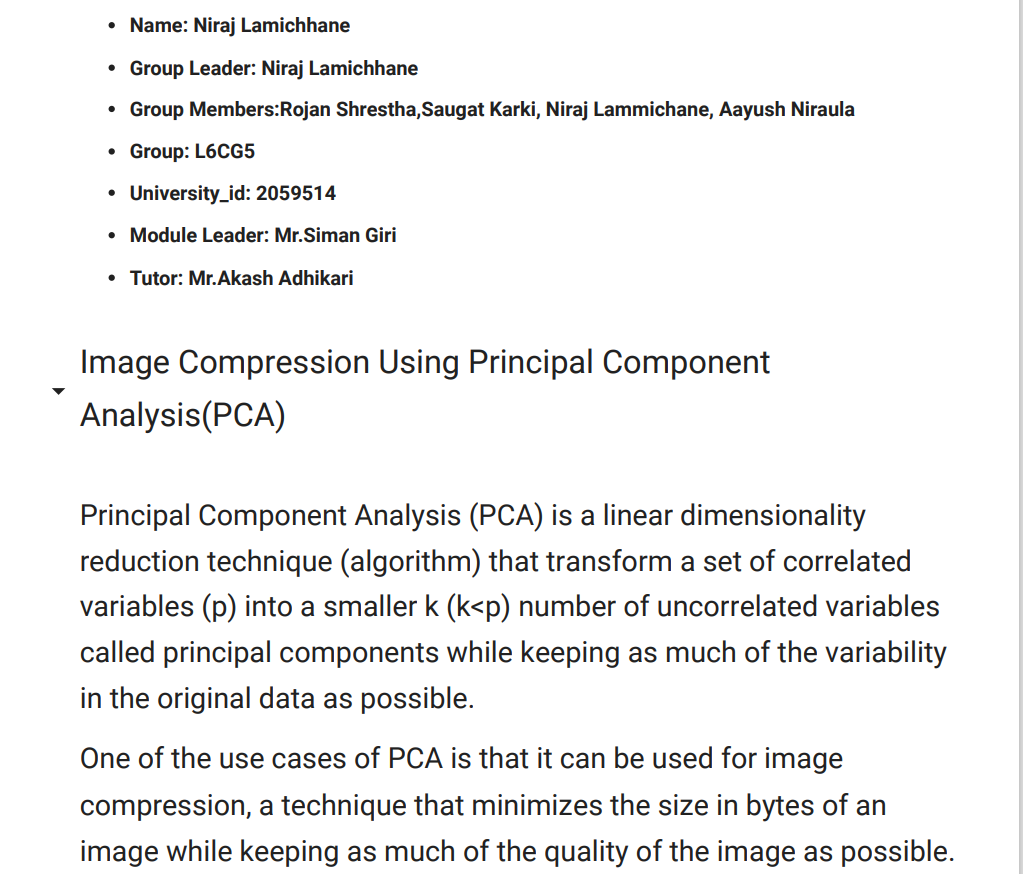 • Name: Niraj Lamichhane
• Group Leader: Niraj Lamichhane
• Group Members:Rojan Shrestha,Saugat Karki, Niraj Lammichane, Aayush Niraula
• Group: L6CG5
• University_id: 2059514
• Module Leader: Mr.Siman Giri
• Tutor: Mr.Akash Adhikari
Image Compression Using Principal Component
Analysis(PCA)
Principal Component Analysis (PCA) is a linear dimensionality
reduction technique (algorithm) that transform a set of correlated
variables (p) into a smaller k (k<p) number of uncorrelated variables
called principal components while keeping as much of the variability
in the original data as possible.
One of the use cases of PCA is that it can be used for image
compression, a technique that minimizes the size in bytes of an
image while keeping as much of the quality of the image as possible.